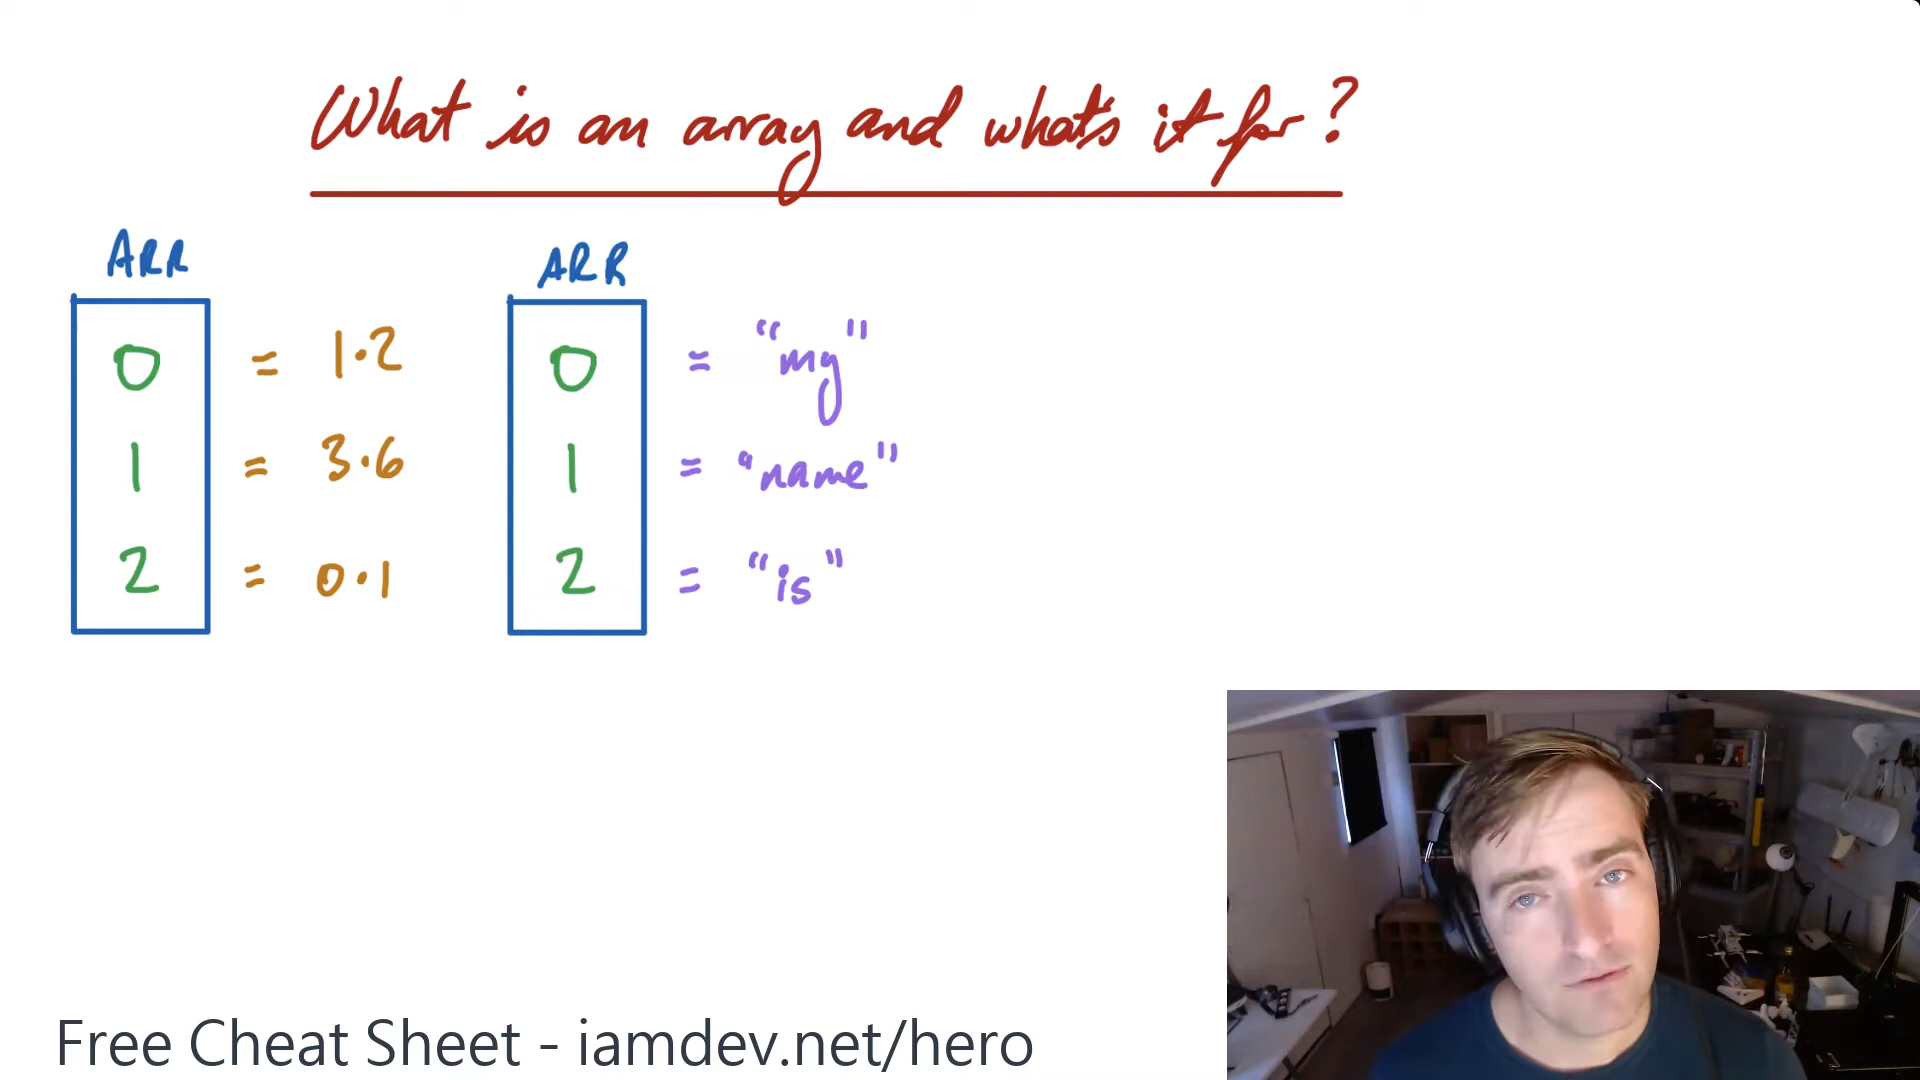 What is an array and what's it for?
ARR ARR
0 = 1.2 0 = "my"
1 = 3.6 1 = "name"
2 = 0.1 2 = "is"
Free Cheat Sheet - iamdev.net/hero